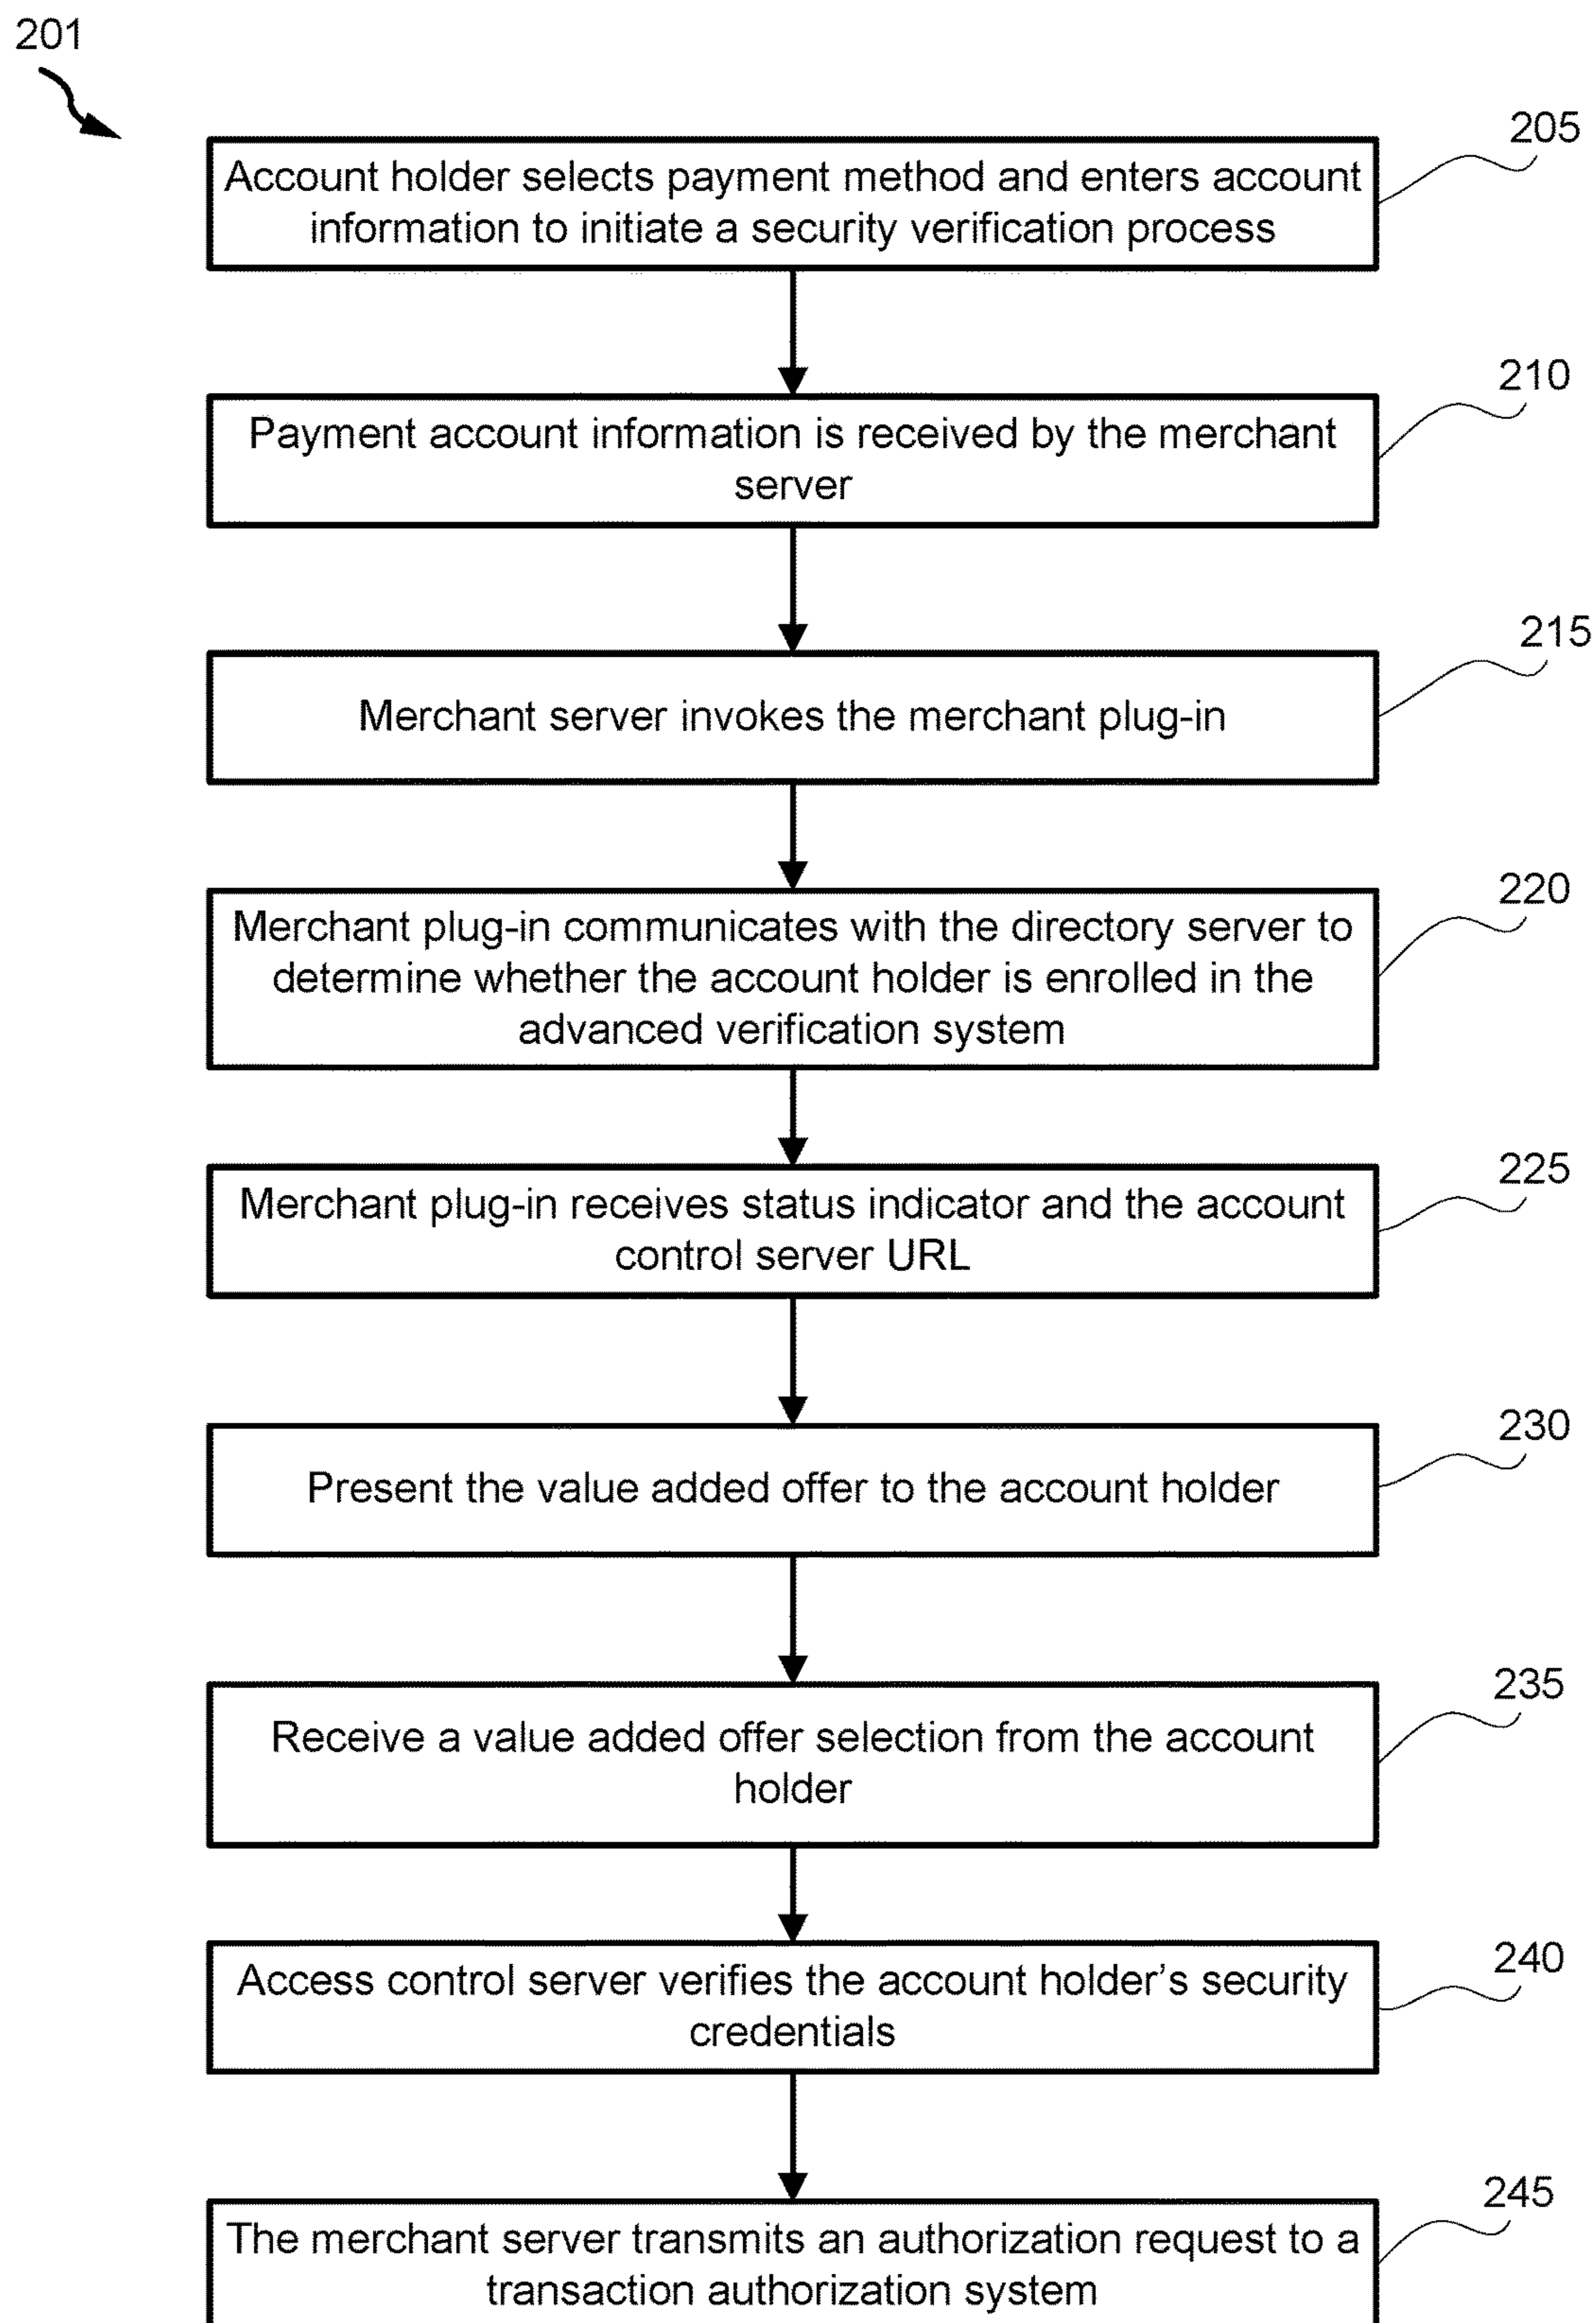 201
205
Account holder selects payment method and enters account
information to initiate a security verification process
210
Payment account information is received by the merchant
server
215
Merchant server invokes the merchant plug-in
220
Merchant plug-in communicates with the directory server to
determine whether the account holder is enrolled in the
advanced verification system
225
Merchant plug-in receives status indicator and the account
control server URL
230
Present the value added offer to the account holder
235
Receive a value added offer selection from the account
holder
240
Access control server verifies the account holder’s security
credentials
245
The merchant server transmits an authorization request to a
transaction authorization system